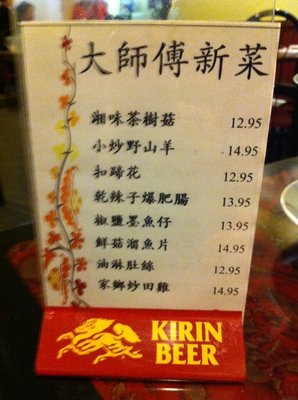 大師傅新菜
湘味茶樹菇 12.95
小炒野山羊 14.95
扣蹄花 12.95
乾辣子爆肥腸 13.95
椒鹽墨魚仔 13.95
鮮菇溜魚片 14.95
油淋肚絲 12.95
家鄉炒田雞 14.95
KIRIN
BEER